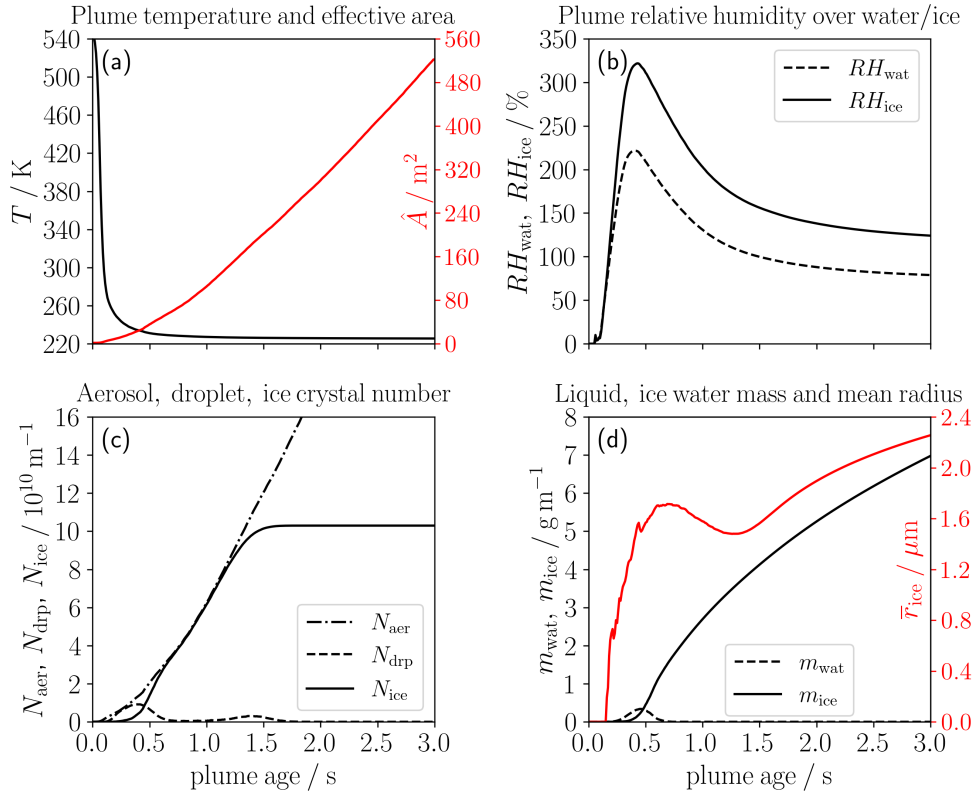 Plume temperature and effective area
(a)
540
500
460
420
380
340
300
260
220
T / K
560
480
400
320
240
160
80
0
Â / m²
Plume relative humidity over water/ice
(b)
350
300
250
200
150
100
50
0
RH_wat, RH_ice / %
RH_wat
RH_ice
Aerosol, droplet, ice crystal number
(c)
16
14
12
10
8
6
4
2
0
N_aer, N_drp, N_ice / 10¹⁰ m⁻¹
N_aer
N_drp
N_ice
0.0 0.5 1.0 1.5 2.0 2.5 3.0
plume age / s
Liquid, ice water mass and mean radius
(d)
8
7
6
5
4
3
2
1
0
m_wat, m_ice / g m⁻¹
2.4
2.0
1.6
1.2
0.8
0.4
0.0
r̅_ice / μm
m_wat
m_ice
0.0 0.5 1.0 1.5 2.0 2.5 3.0
plume age / s